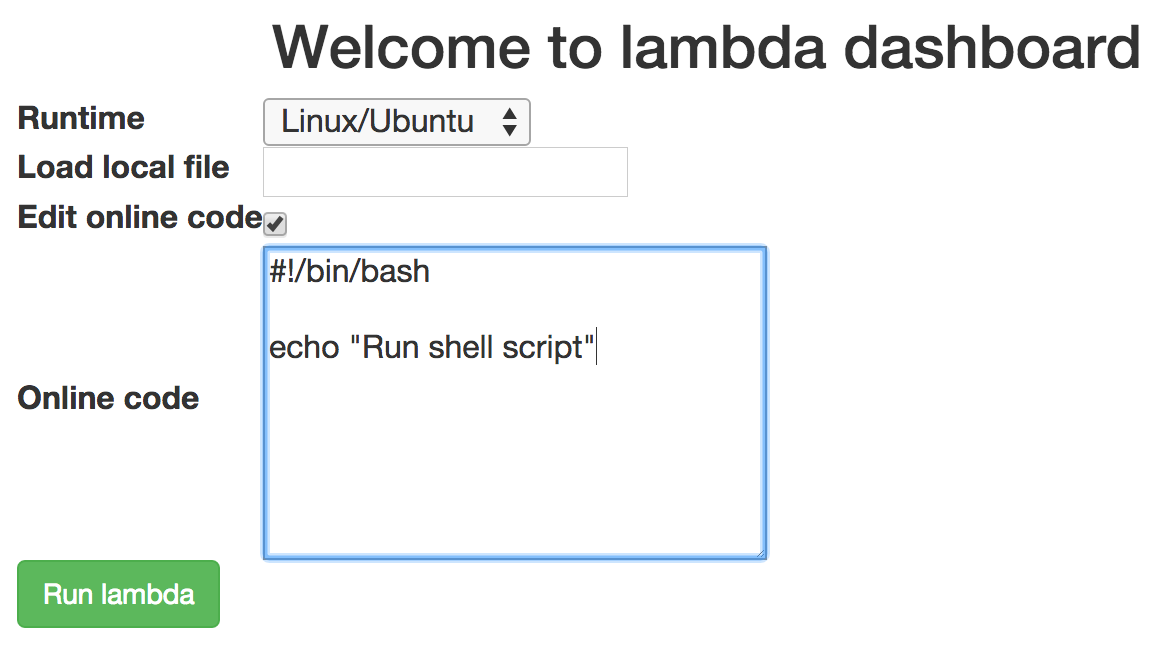 Welcome to lambda dashboard
Runtime
Linux/Ubuntu
Load local file
Edit online code
#!/bin/bash
echo "Run shell script"
Online code
Run lambda